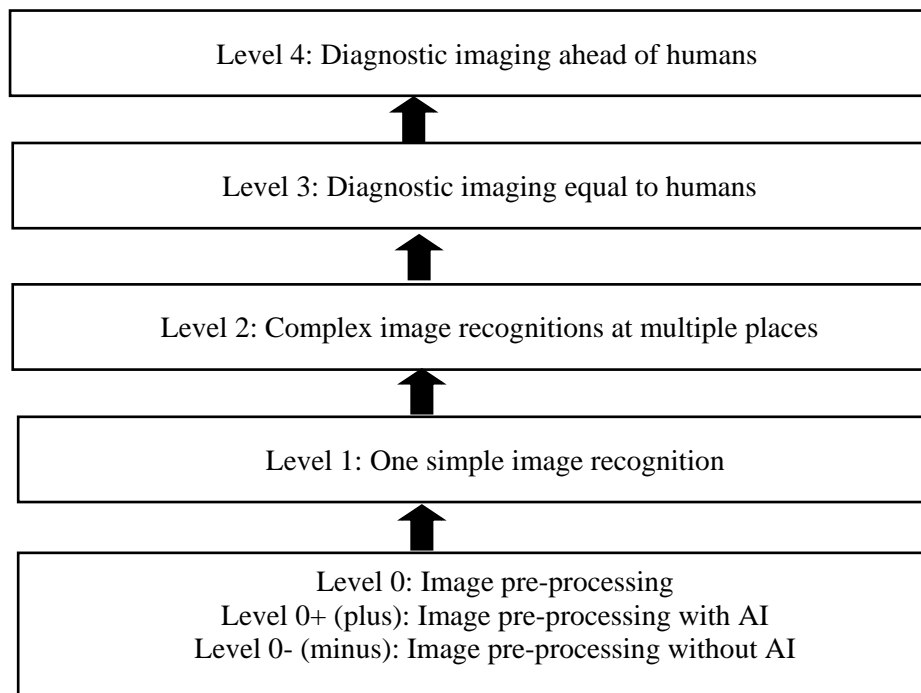 Level 4: Diagnostic imaging ahead of humans
Level 3: Diagnostic imaging equal to humans
Level 2: Complex image recognitions at multiple places
Level 1: One simple image recognition
Level 0: Image pre-processing
Level 0+ (plus): Image pre-processing with AI
Level 0- (minus): Image pre-processing without AI